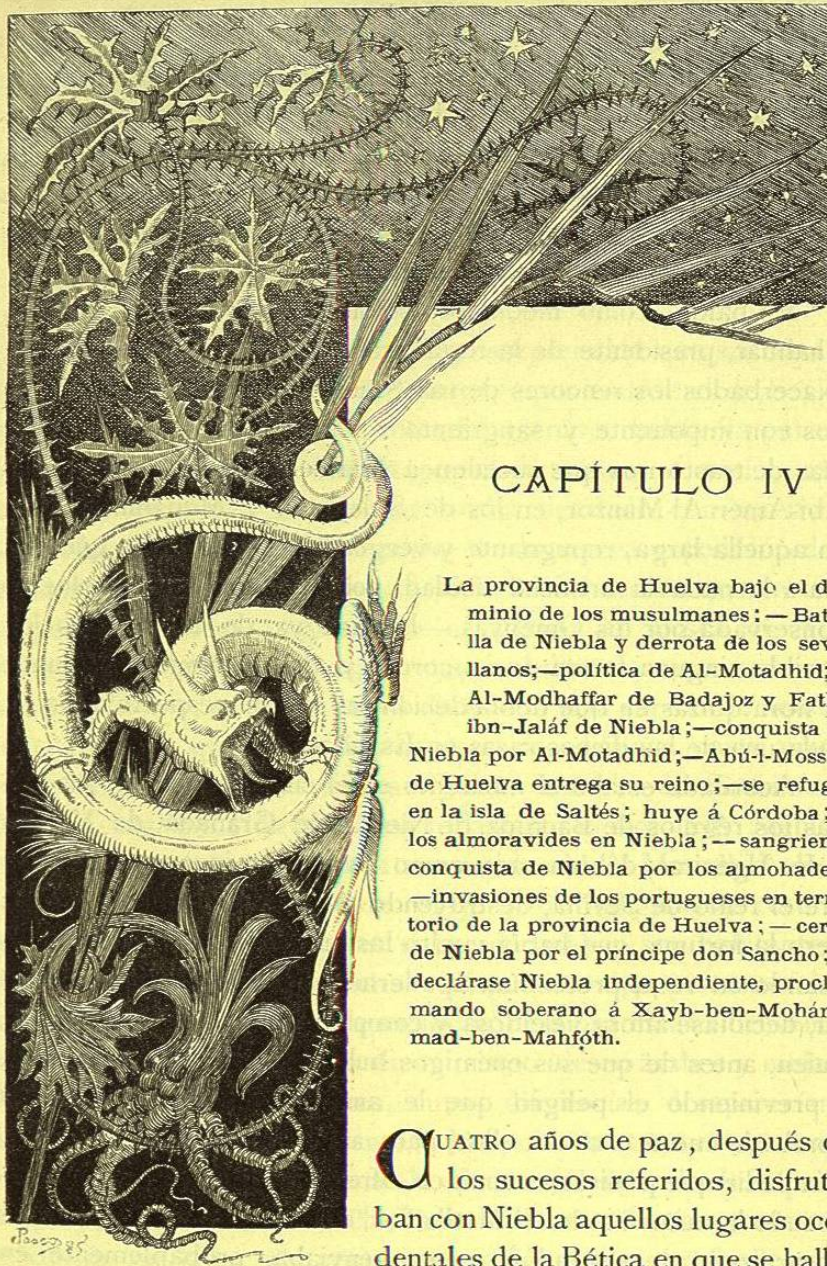 CAPÍTULO IV
La provincia de Huelva bajo el d
minio de los musulmanes:—Bat
lla de Niebla y derrota de los sev
llanos;—política de Al-Motadhid;
Al-Modhaffar de Badajoz y Fat
ibn-Jaláf de Niebla;—conquista
Niebla por Al-Motadhid;—Abú-l-Moss
de Huelva entrega su reino;—se refug
en la isla de Saltés; huye á Córdoba;
los almoravides en Niebla;—sangrien
conquista de Niebla por los almohade
—invasiones de los portugueses en terr
torio de la provincia de Huelva;—cer
de Niebla por el príncipe don Sancho:
declárase Niebla independiente, procl
mando soberano á Xayb-ben-Mohám
mad-ben-Mahfóth.
CUATRO años de paz, después d
los sucesos referidos, disfrut
ban con Niebla aquellos lugares occ
dentales de la Bética en que se hall